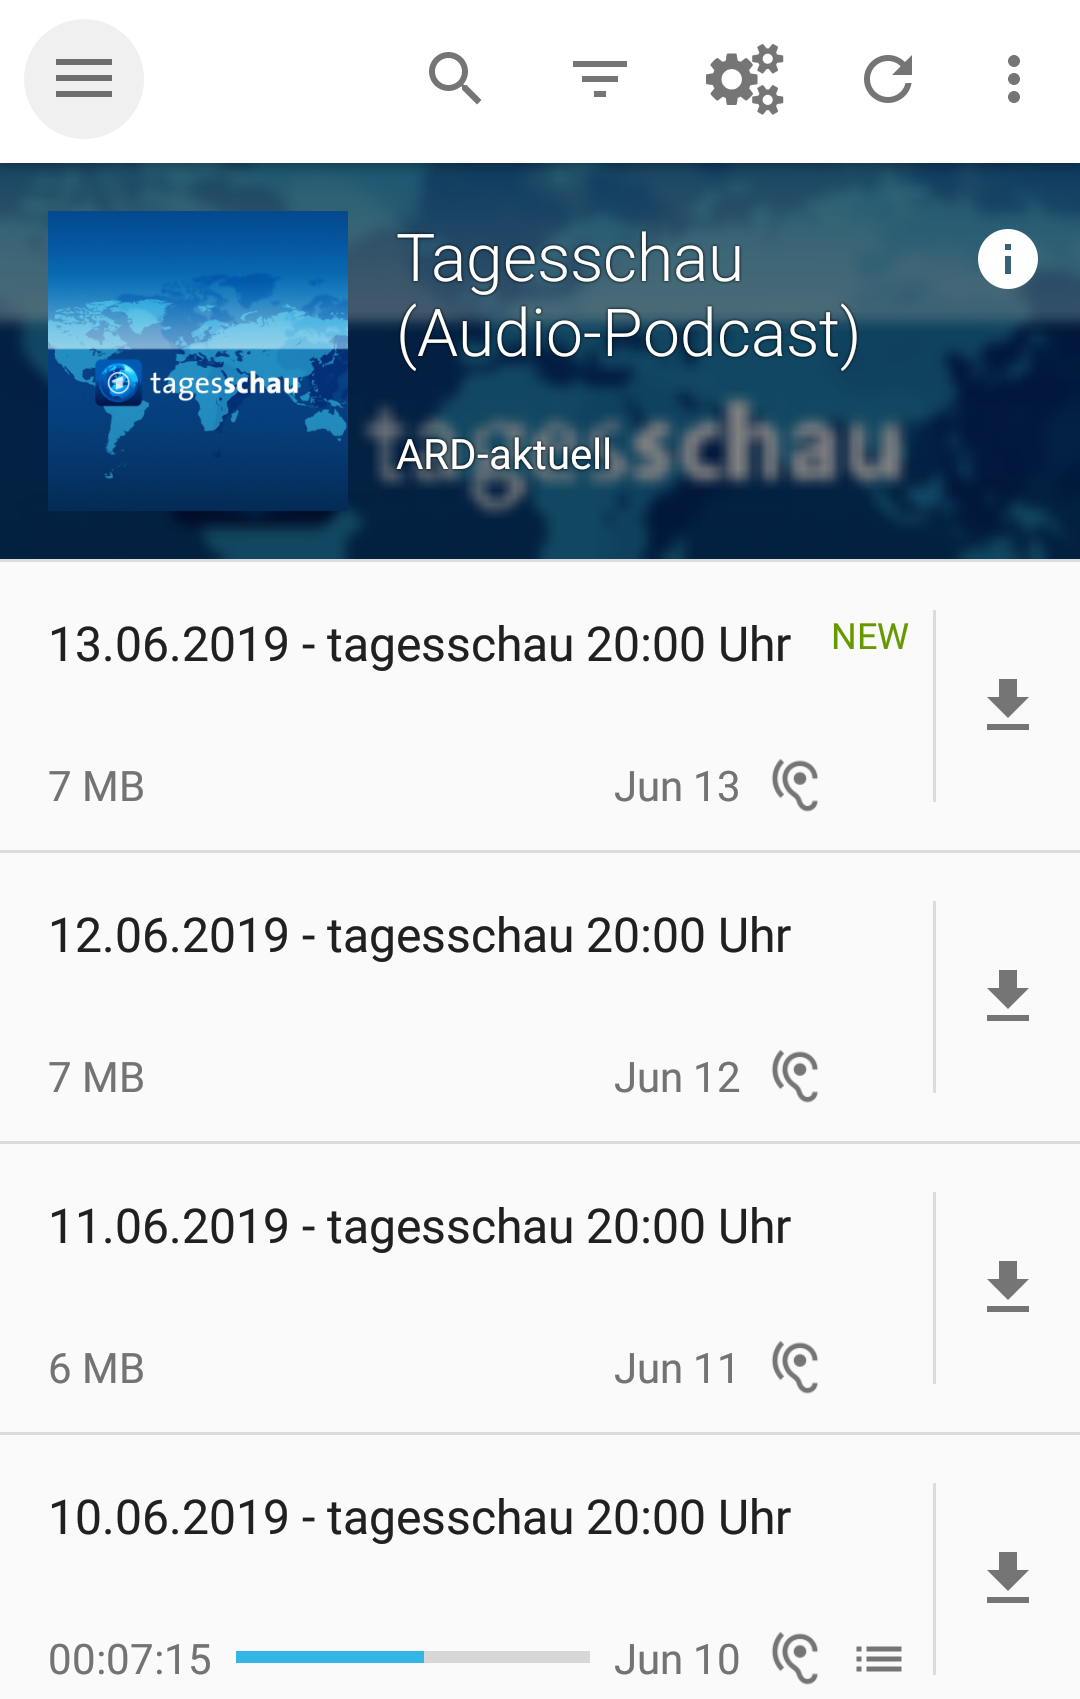 Tagesschau
(Audio-Podcast)
tagesschau
tagesschau
ARD-aktuell
13.06.2019 - tagesschau 20:00 Uhr NEW
7 MB Jun 13
12.06.2019 - tagesschau 20:00 Uhr
7 MB Jun 12
11.06.2019 - tagesschau 20:00 Uhr
6 MB Jun 11
10.06.2019 - tagesschau 20:00 Uhr
00:07:15 Jun 10